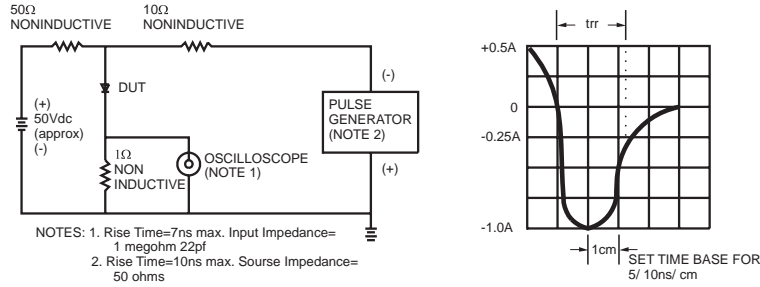 50Ω
NONINDUCTIVE
10Ω
NONINDUCTIVE
DUT
(+)
50Vdc
(approx)
(-)
1Ω
NON
INDUCTIVE
OSCILLOSCOPE
(NOTE 1)
(-)
PULSE
GENERATOR
(NOTE 2)
(+)
NOTES: 1. Rise Time=7ns max. Input Impedance=
1 megohm 22pf
2. Rise Time=10ns max. Sourse Impedance=
50 ohms
trr
+0.5A
0
-0.25A
-1.0A
1cm
SET TIME BASE FOR
5/ 10ns/ cm